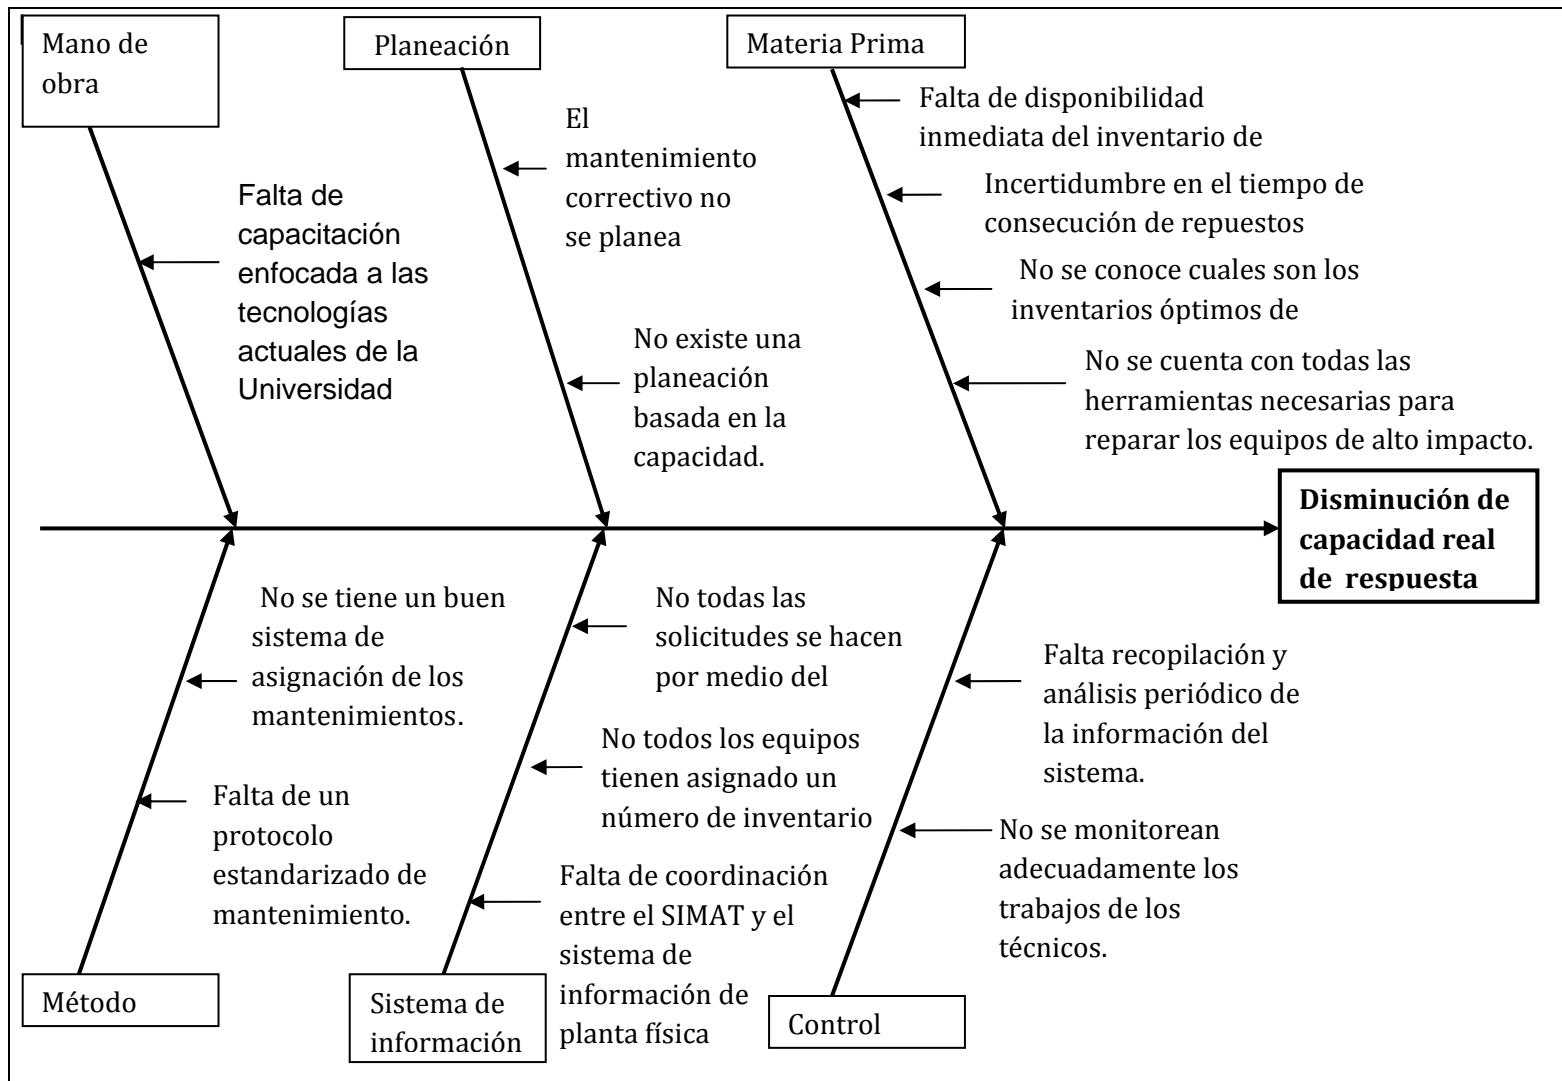 Mano de
obra
Planeación
Materia Prima
Falta de disponibilidad
inmediata del inventario de
El
mantenimiento
correctivo no
se planea
Incertidumbre en el tiempo de
consecución de repuestos
Falta de
capacitación
enfocada a las
tecnologías
actuales de la
Universidad
No se conoce cuales son los
inventarios óptimos de
No existe una
planeación
basada en la
capacidad.
No se cuenta con todas las
herramientas necesarias para
reparar los equipos de alto impacto.
Disminución de
capacidad real
de respuesta
No se tiene un buen
sistema de
asignación de los
mantenimientos.
No todas las
solicitudes se hacen
por medio del
Falta recopilación y
análisis periódico de
la información del
sistema.
No todos los equipos
tienen asignado un
número de inventario
Falta de un
protocolo
estandarizado de
mantenimiento.
No se monitorean
adecuadamente los
trabajos de los
técnicos.
Falta de coordinación
entre el SIMAT y el
sistema de
información de
planta física
Método
Sistema de
información
Control